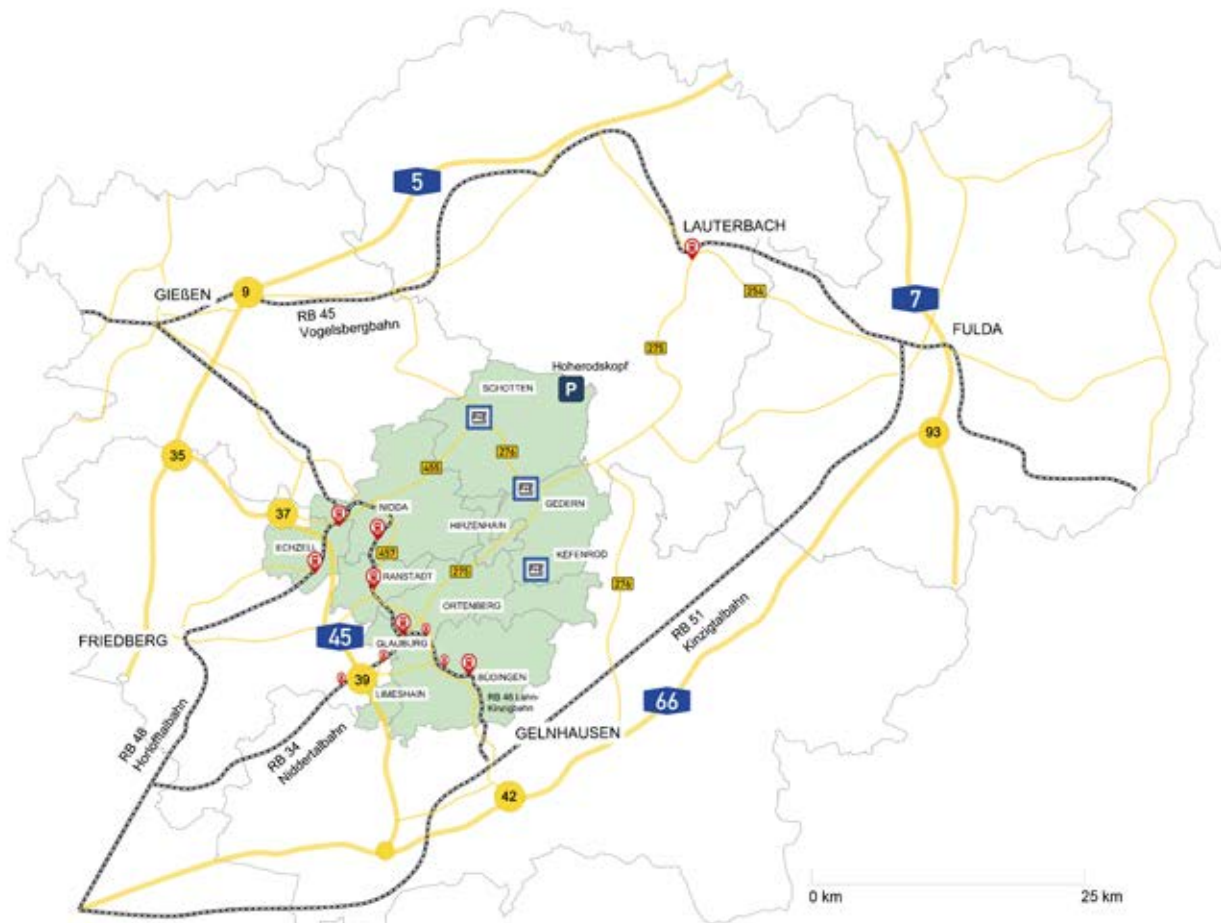 5
LAUTERBACH
9
GIEßEN
RB 45
Vogelsbergbahn
254
7
FULDA
275
Hoherodskopf
P
SCHOTTEN
35
455
276
93
37
NIDDA
GEDERN
HIRZENHAIN
ECHZELL
457
KEFENROD
RANSTADT
275
276
ORTENBERG
RB 51
Kinzigtalbahn
FRIEDBERG
45
GLAUBURG
39
BÜDINGEN
LIMESHAIN
RB 46 Lahn-
Kinzigbahn
66
GELNHAUSEN
RB 48
Horlofftalbahn
RB 34
Niddertalbahn
42
0 km
25 km